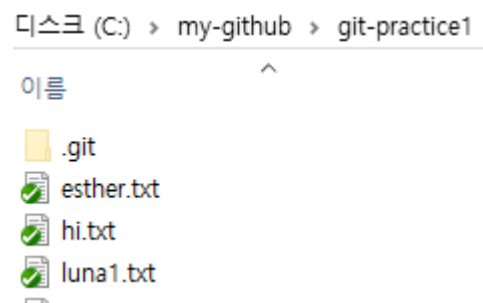 디스크 (C:) > my-github > git-practice1
이름
.git
esther.txt
hi.txt
luna1.txt